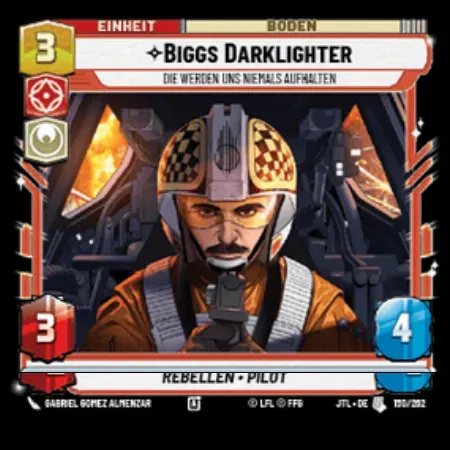 EINHEIT
BODEN
3
BIGGS DARKLIGHTER
DIE WERDEN UNS NIEMALS AUFHALTEN
3
4
REBELLEN • PILOT
GABRIEL GOMEZ ALMENZAR
A
© LFL © FFG
JTL • DE
150/262